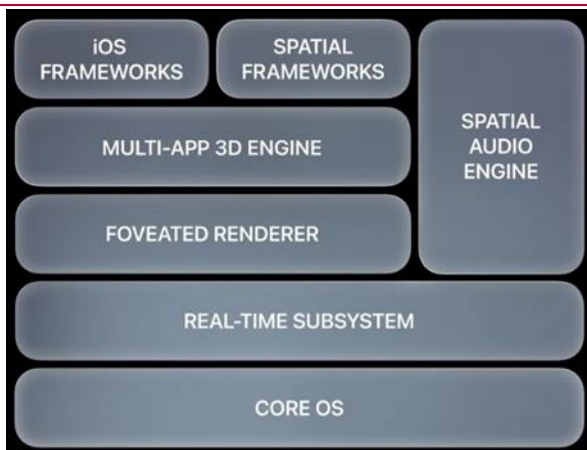 iOS
FRAMEWORKS
SPATIAL
FRAMEWORKS
SPATIAL
AUDIO
ENGINE
MULTI-APP 3D ENGINE
FOVEATED RENDERER
REAL-TIME SUBSYSTEM
CORE OS